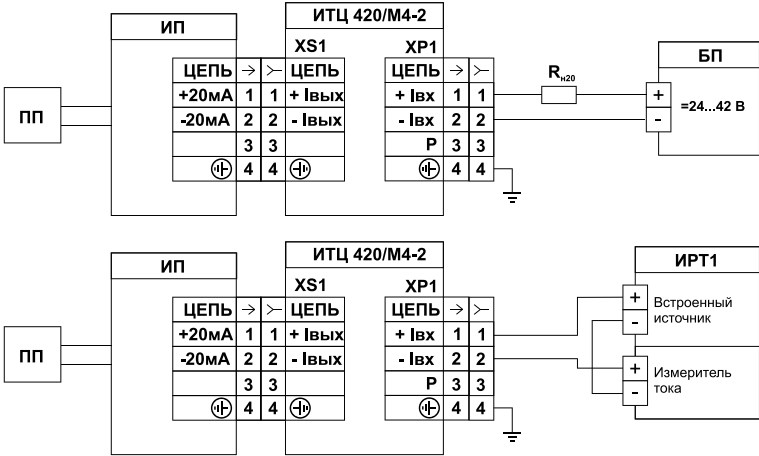 ИП
ИТЦ 420/М4-2
XS1
XP1
БП
ЦЕПЬ → >– ЦЕПЬ
ЦЕПЬ → >–
+20мА 1 1 + Iвых
+ Iвх 1 1
Rн20
+
=24...42 В
ПП
-20мА 2 2 - Iвых
- Iвх 2 2
-
3 3
P 3 3
4 4
4 4
ИП
ИТЦ 420/М4-2
ИРТ1
XS1
XP1
ЦЕПЬ → >– ЦЕПЬ
ЦЕПЬ → >–
+
-
Встроенный
источник
+20мА 1 1 + Iвых
+ Iвх 1 1
ПП
-20мА 2 2 - Iвых
- Iвх 2 2
+
-
Измеритель
тока
3 3
P 3 3
4 4
4 4